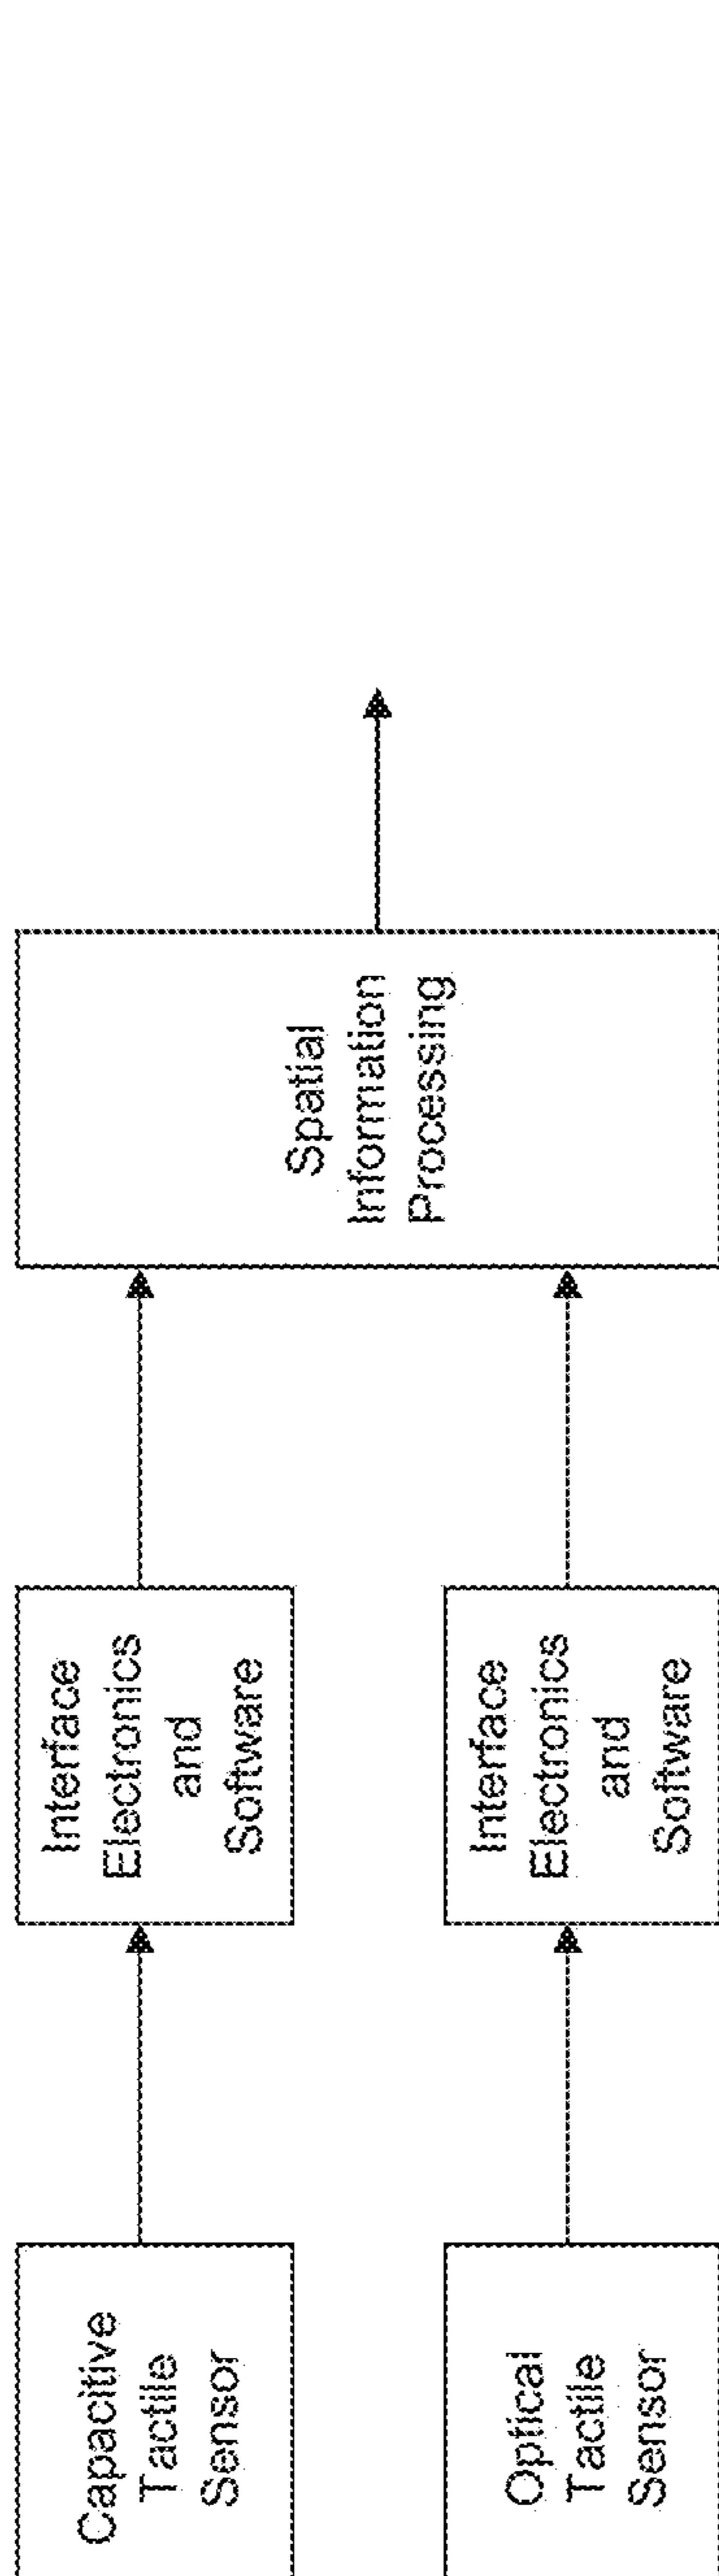 Capacitive
Tactile
Sensor
Interface
Electronics
and
Software
Optical
Tactile
Sensor
Interface
Electronics
and
Software
Spatial
Information
Processing